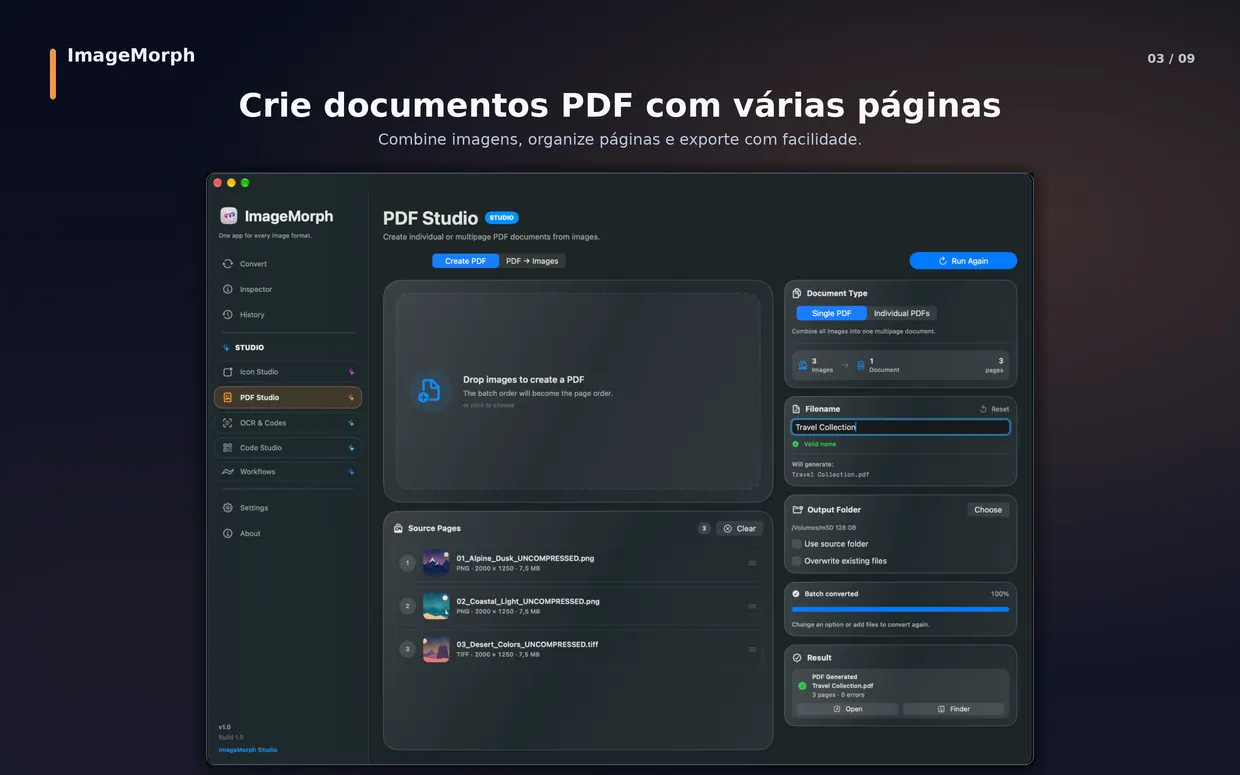 ImageMorph
03 / 09
Crie documentos PDF com várias páginas
Combine imagens, organize páginas e exporte com facilidade.
ImageMorph
One app for every image format.
Convert
Inspector
History
STUDIO
Icon Studio
PDF Studio
OCR & Codes
Code Studio
Workflows
Settings
About
v1.0
Build 1.0
ImageMorph Studio
PDF Studio STUDIO
Create individual or multipage PDF documents from images.
Create PDF PDF → Images
Run Again
Drop images to create a PDF
The batch order will become the page order.
or click to choose
Source Pages 3 Clear
1 01_Alpine_Dusk_UNCOMPRESSED.png
PNG · 2000 × 1250 · 7,5 MB
2 02_Coastal_Light_UNCOMPRESSED.png
PNG · 2000 × 1250 · 7,5 MB
3 03_Desert_Colors_UNCOMPRESSED.tiff
TIFF · 2000 × 1250 · 7,5 MB
Document Type
Single PDF Individual PDFs
Combine all images into one multipage document.
3 Images → 1 Document 3 pages
Filename Reset
Travel Collection
Valid name
Will generate:
Travel Collection.pdf
Output Folder Choose
/Volumes/mSD 128 GB
Use source folder
Overwrite existing files
Batch converted 100%
Change an option or add files to convert again.
Result
PDF Generated
Travel Collection.pdf
3 pages · 0 errors
Open Finder